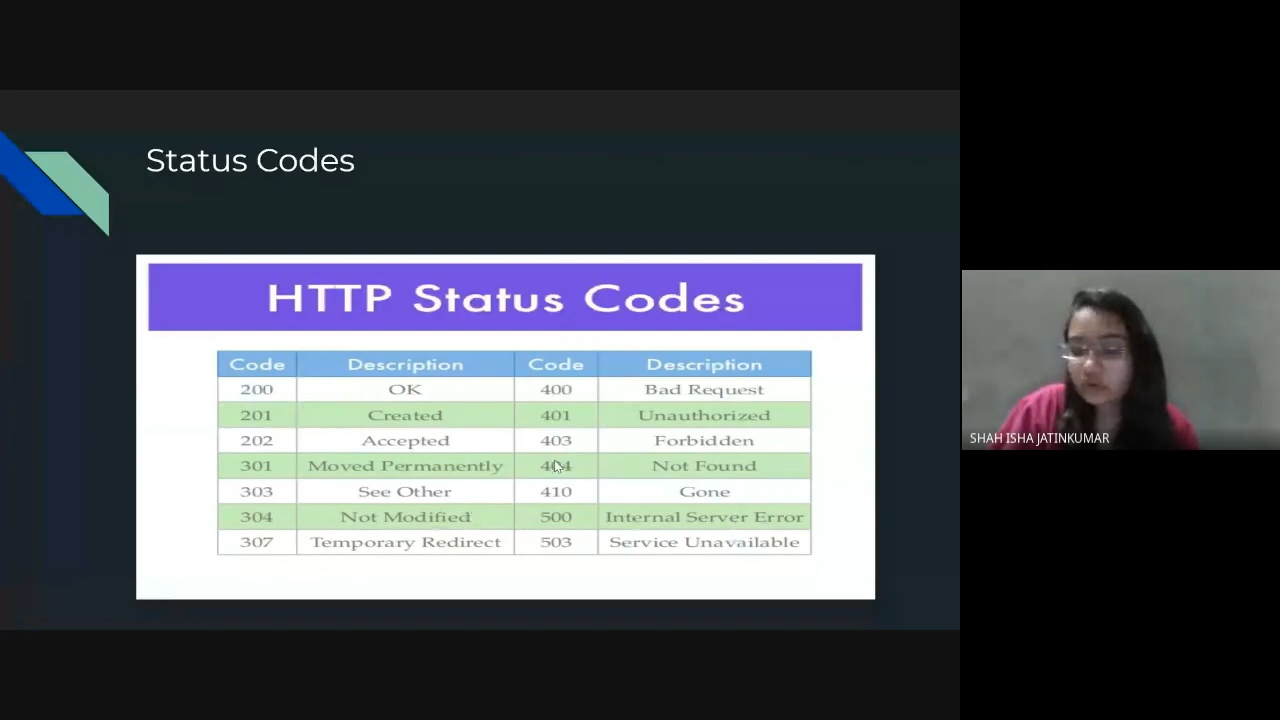 Status Codes
HTTP Status Codes
Code Description Code Description
200 OK 400 Bad Request
201 Created 401 Unauthorized
202 Accepted 403 Forbidden
301 Moved Permanently 404 Not Found
303 See Other 410 Gone
304 Not Modified 500 Internal Server Error
307 Temporary Redirect 503 Service Unavailable
SHAH ISHA JATINKUMAR